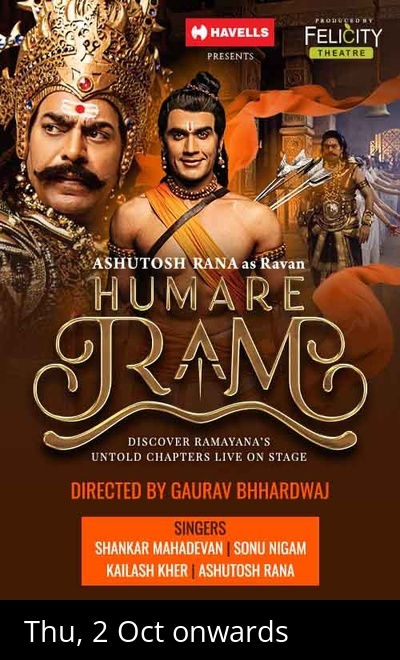 HAVELLS
PRESENTS
PRODUCED BY
FELICITY
THEATRE
ASHUTOSH RANA as Ravan
HUMARE
RAM
DISCOVER RAMAYANA'S
UNTOLD CHAPTERS LIVE ON STAGE
DIRECTED BY GAURAV BHHARDWAJ
SINGERS
SHANKAR MAHADEVAN | SONU NIGAM
KAILASH KHER | ASHUTOSH RANA
Thu, 2 Oct onwards